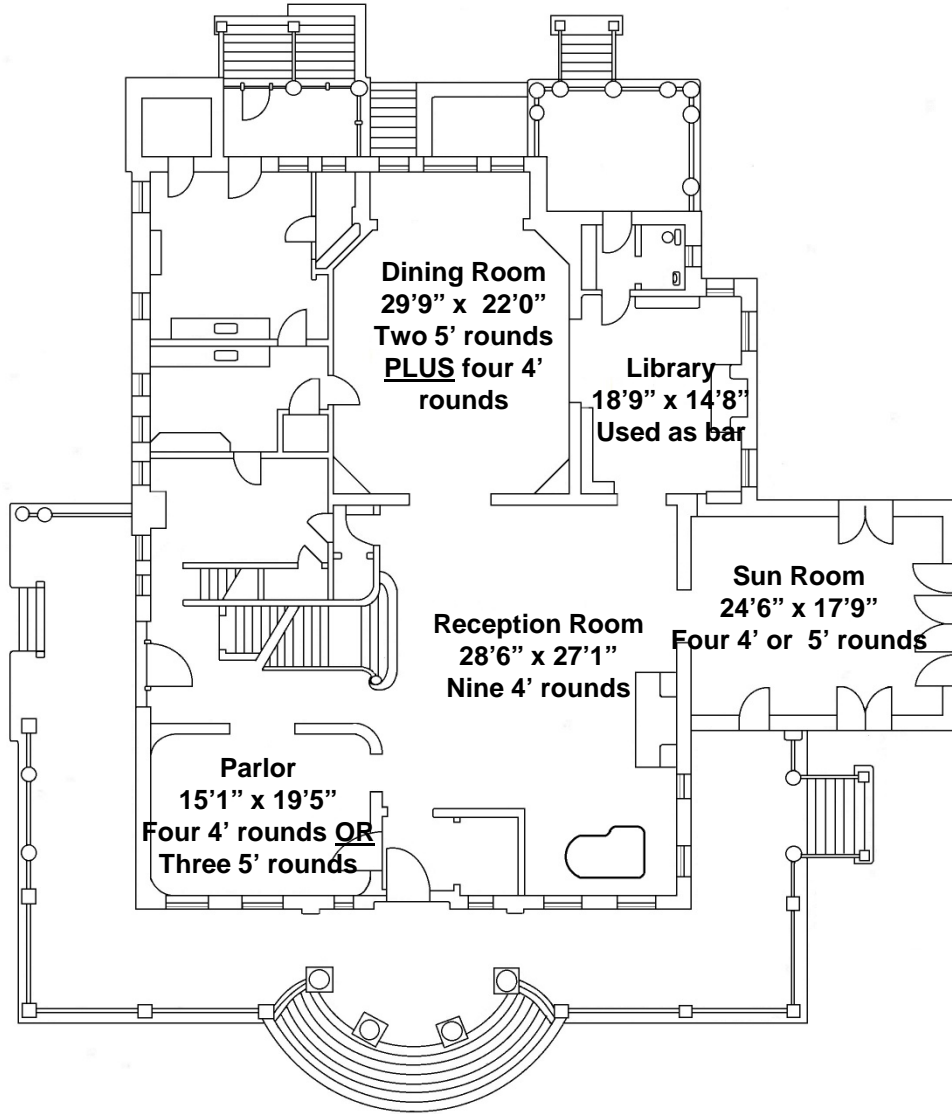 Dining Room
29’9” x  22’0”
Two 5’ rounds
PLUS four 4’
rounds
Library
18’9” x 14’8”
Used as bar
Sun Room
24’6” x 17’9”
Four 4’ or  5’ rounds
Reception Room
28’6” x 27’1”
Nine 4’ rounds
Parlor
15’1” x 19’5”
Four 4’ rounds OR
Three 5’ rounds